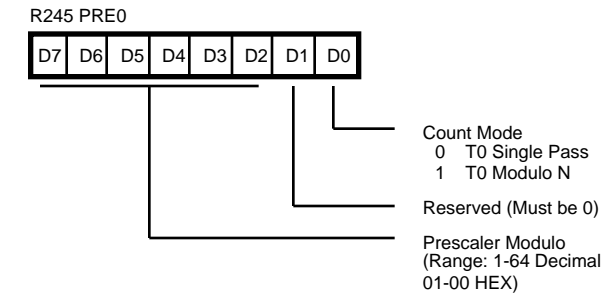 R245 PRE0
D7 D6 D5 D4 D3 D2 D1 D0
Count Mode
0 T0 Single Pass
1 T0 Modulo N
Reserved (Must be 0)
Prescaler Modulo
(Range: 1-64 Decimal
01-00 HEX)